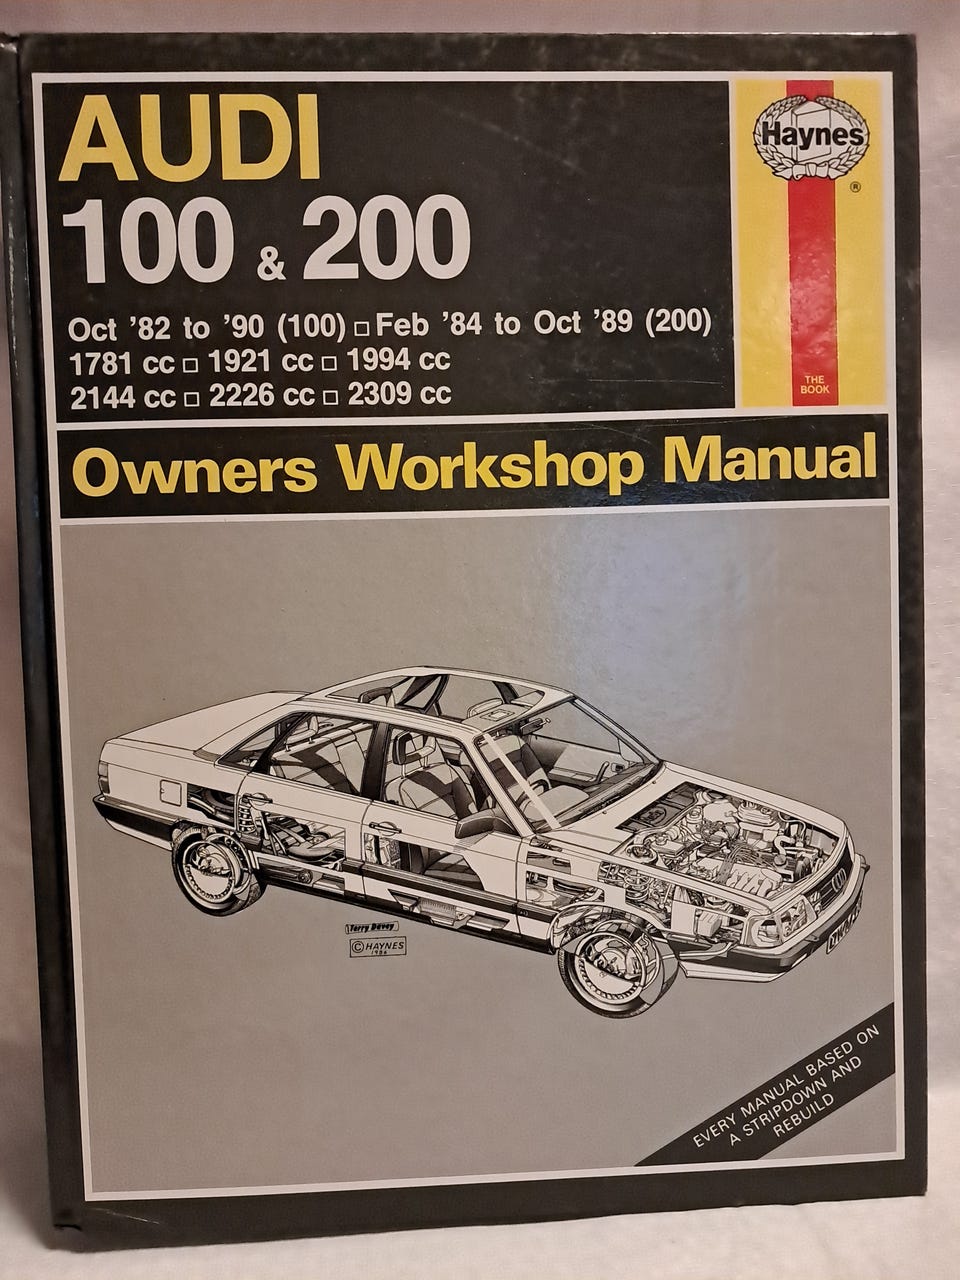 AUDI
100 & 200
Oct '82 to '90 (100) □ Feb '84 to Oct '89 (200)
1781 cc □ 1921 cc □ 1994 cc
2144 cc □ 2226 cc □ 2309 cc
Haynes
®
THE
BOOK
Owners Workshop Manual
Terry Davey
© HAYNES
1986
EVERY MANUAL BASED ON
A STRIPDOWN AND
REBUILD